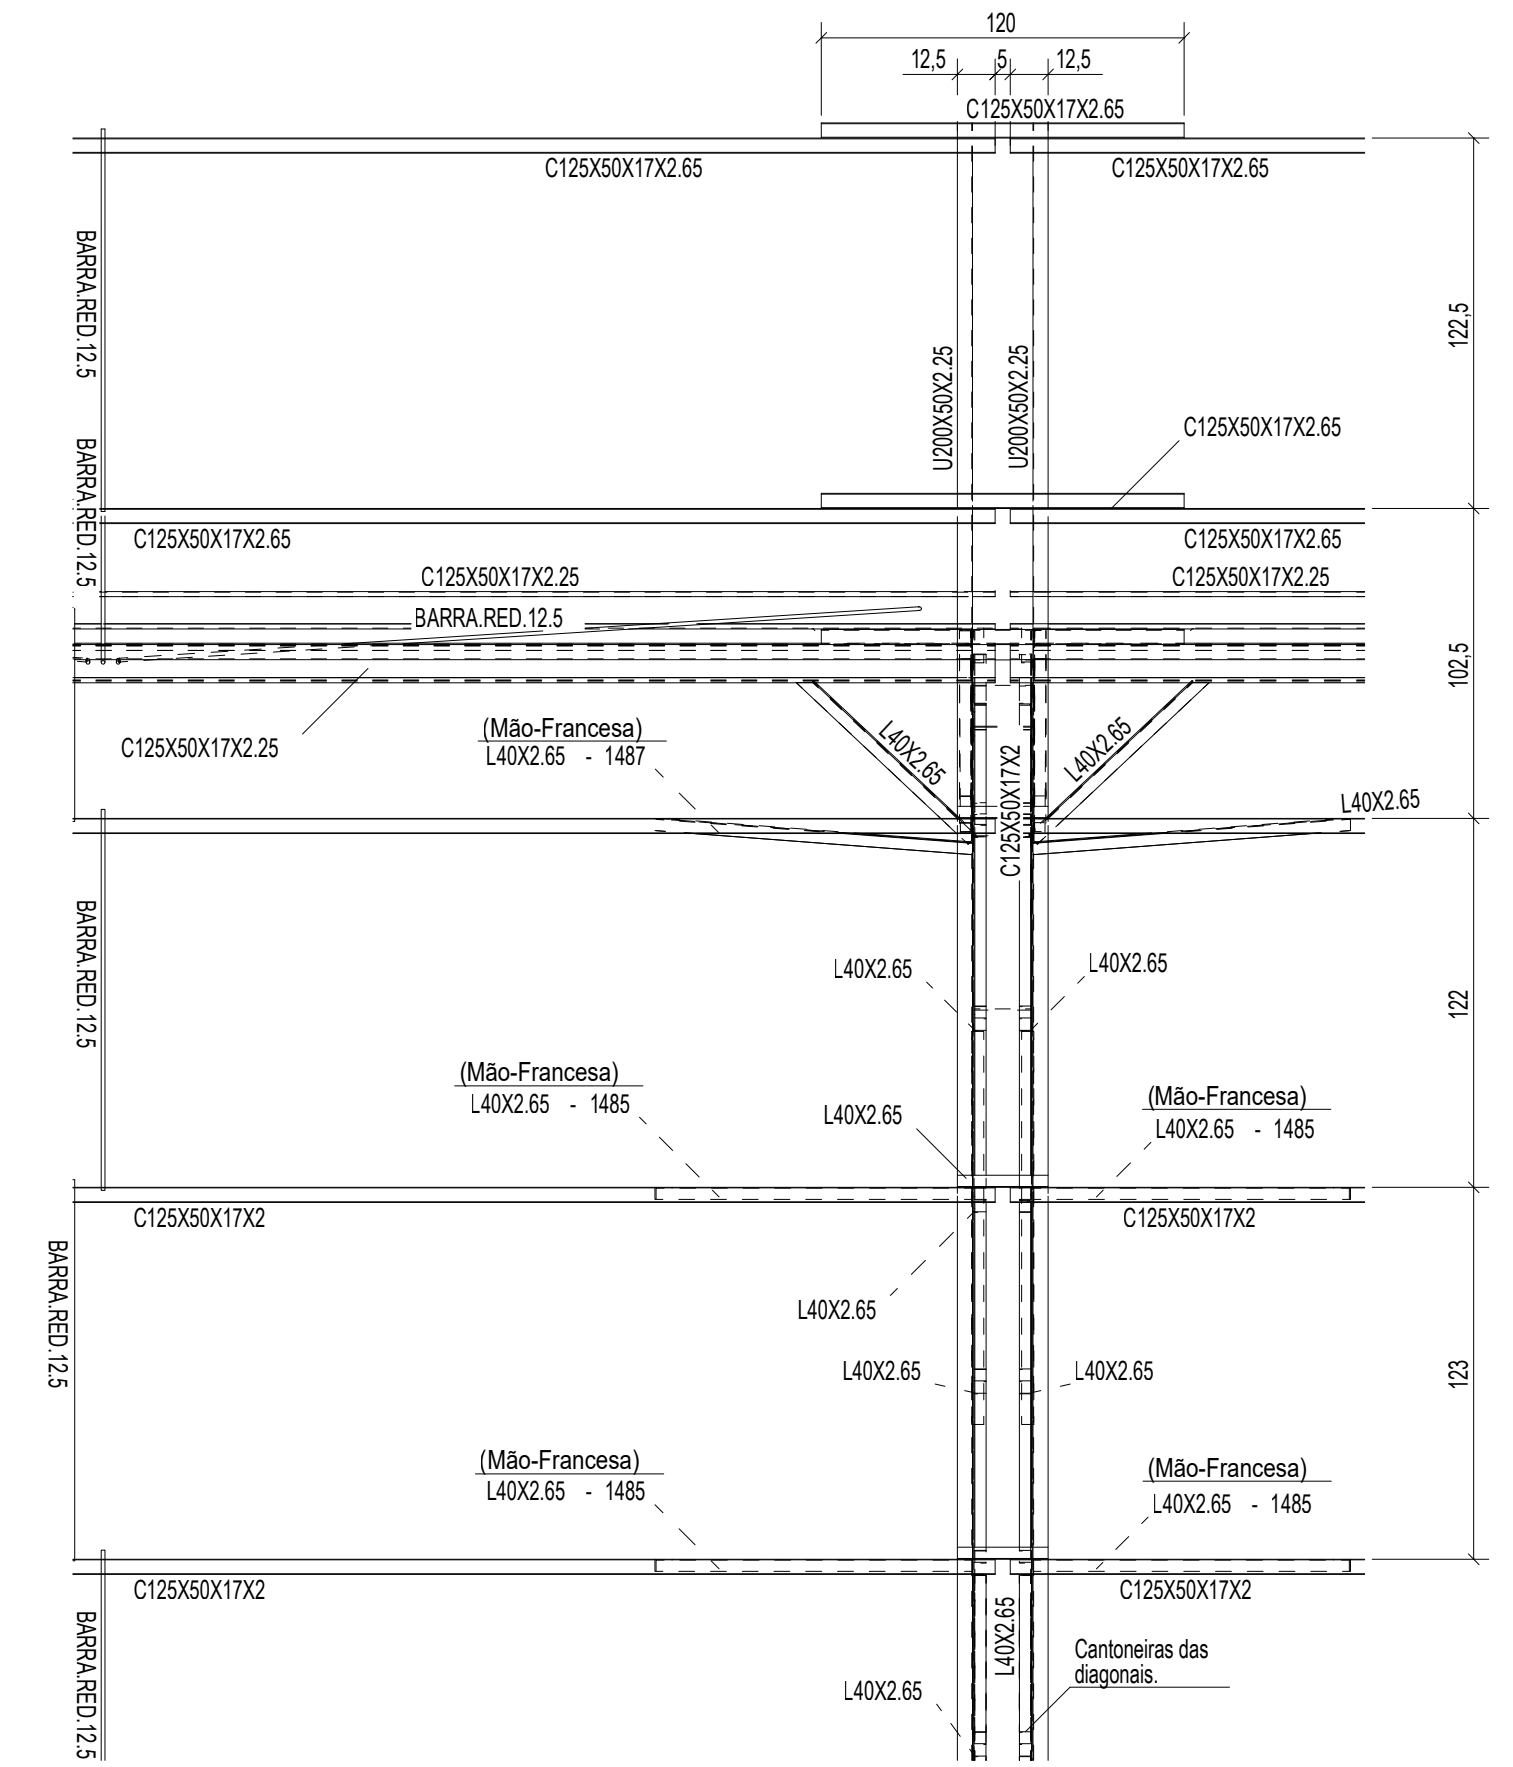 120
12,5
5
12,5
C125X50X17X2.65
C125X50X17X2.65
C125X50X17X2.65
BARRA.RED.12.5
122,5
U200X50X2.25
U200X50X2.25
C125X50X17X2.65
BARRA.RED.12.5
C125X50X17X2.65
C125X50X17X2.65
C125X50X17X2.25
C125X50X17X2.25
BARRA.RED.12.5
102,5
C125X50X17X2.25
(Mão-Francesa)
L40X2.65 - 1487
L40X2.65
L40X2.65
C125X50X17X2
L40X2.65
BARRA.RED.12.5
L40X2.65
L40X2.65
122
(Mão-Francesa)
L40X2.65 - 1485
L40X2.65
(Mão-Francesa)
L40X2.65 - 1485
C125X50X17X2
C125X50X17X2
BARRA.RED.12.5
L40X2.65
L40X2.65
L40X2.65
123
(Mão-Francesa)
L40X2.65 - 1485
(Mão-Francesa)
L40X2.65 - 1485
C125X50X17X2
C125X50X17X2
BARRA.RED.12.5
L40X2.65
Cantoneiras das
diagonais.
L40X2.65